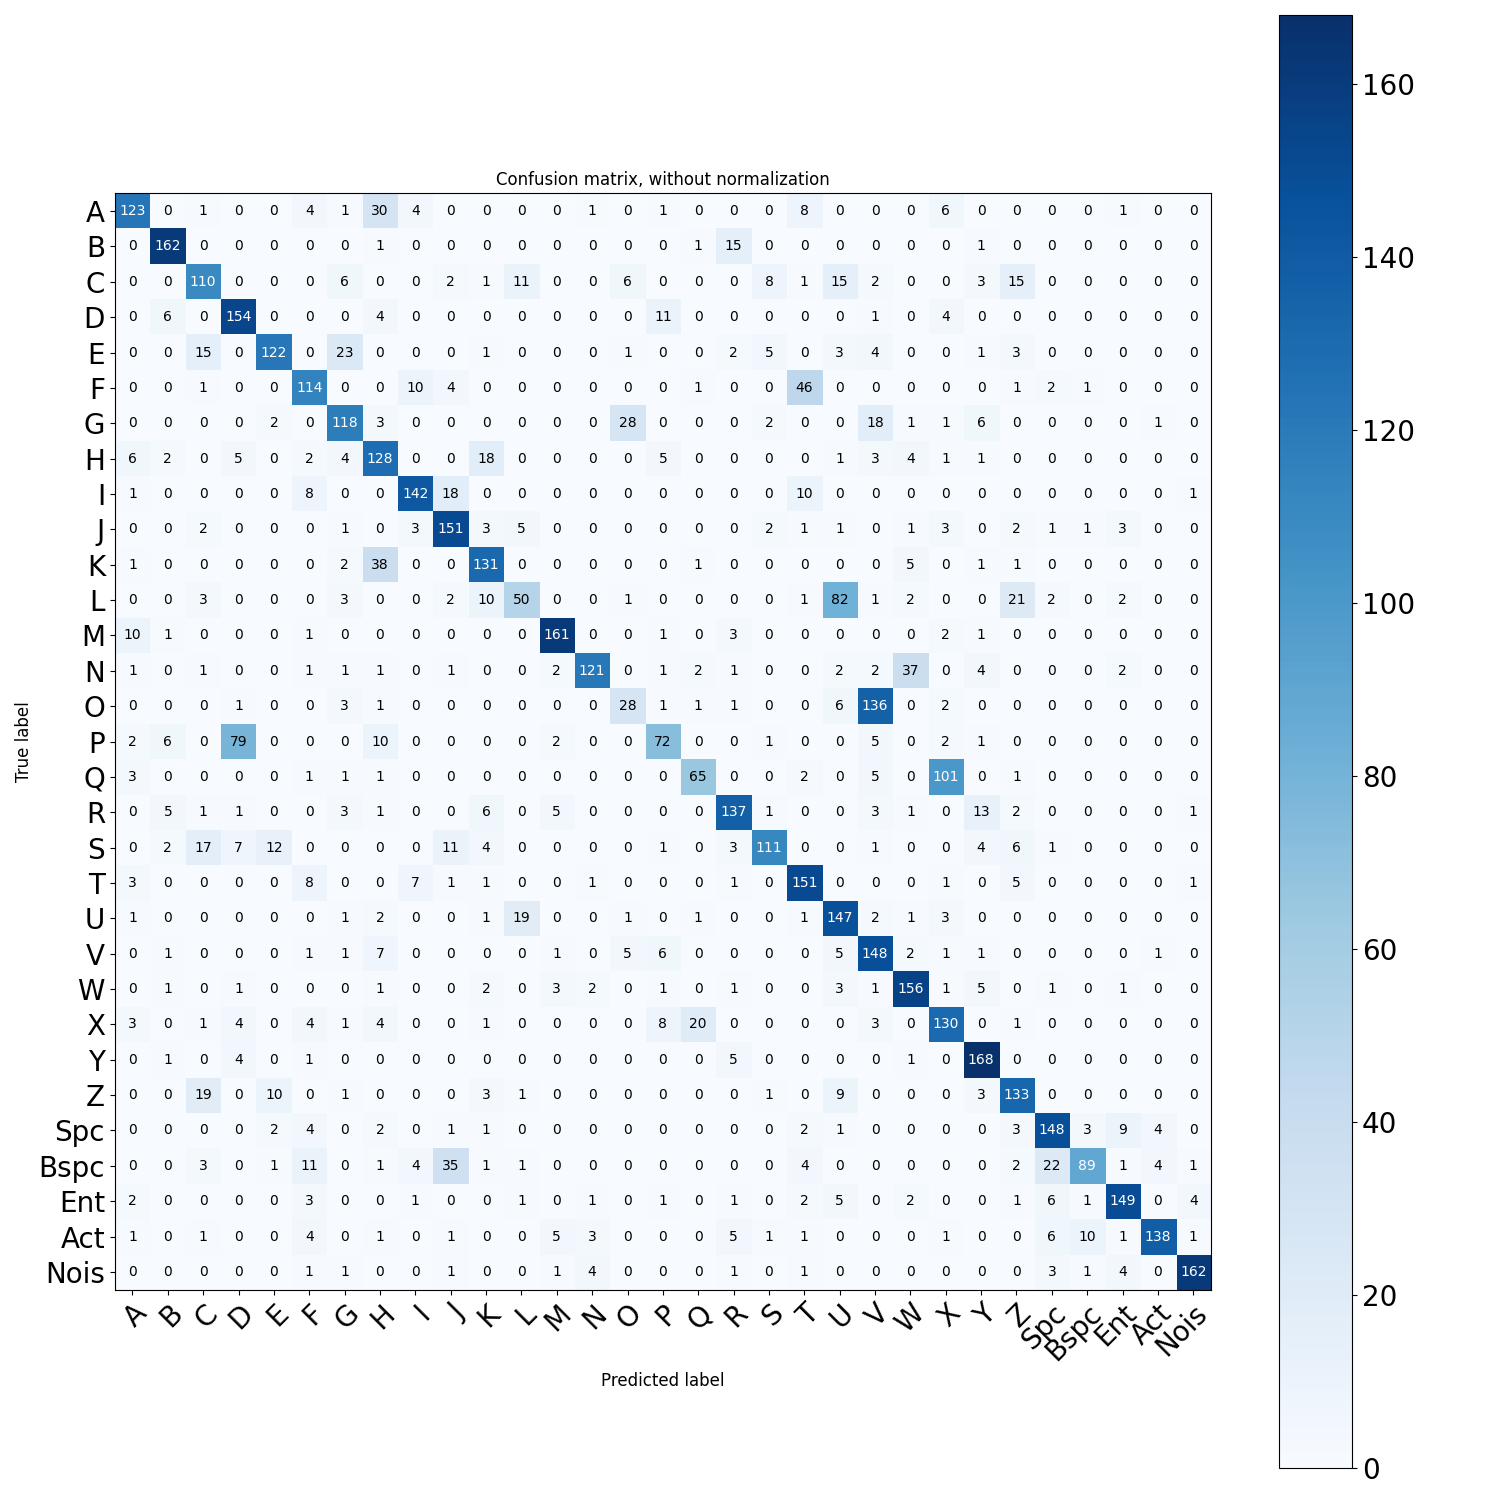 Confusion matrix, without normalization
A 123 0 1 0 0 4 1 30 4 0 0 0 0 1 0 1 0 0 0 8 0 0 0 6 0 0 0 0 1 0 0
B 0 162 0 0 0 0 0 1 0 0 0 0 0 0 0 0 1 15 0 0 0 0 0 0 1 0 0 0 0 0 0
C 0 0 110 0 0 0 6 0 0 2 1 11 0 0 6 0 0 0 8 1 15 2 0 0 3 15 0 0 0 0 0
D 0 6 0 154 0 0 0 4 0 0 0 0 0 0 0 11 0 0 0 0 0 1 0 4 0 0 0 0 0 0 0
E 0 0 15 0 122 0 23 0 0 0 1 0 0 0 1 0 0 2 5 0 3 4 0 0 1 3 0 0 0 0 0
F 0 0 1 0 0 114 0 0 10 4 0 0 0 0 0 0 1 0 0 46 0 0 0 0 0 1 2 1 0 0 0
G 0 0 0 0 2 0 118 3 0 0 0 0 0 0 28 0 0 0 2 0 0 18 1 1 6 0 0 0 0 1 0
H 6 2 0 5 0 2 4 128 0 0 18 0 0 0 0 5 0 0 0 0 1 3 4 1 1 0 0 0 0 0 0
I 1 0 0 0 0 8 0 0 142 18 0 0 0 0 0 0 0 0 0 10 0 0 0 0 0 0 0 0 0 0 1
J 0 0 2 0 0 0 1 0 3 151 3 5 0 0 0 0 0 0 2 1 1 0 1 3 0 2 1 1 3 0 0
K 1 0 0 0 0 0 2 38 0 0 131 0 0 0 0 0 1 0 0 0 0 0 5 0 1 1 0 0 0 0 0
L 0 0 3 0 0 0 3 0 0 2 10 50 0 0 1 0 0 0 0 1 82 1 2 0 0 21 2 0 2 0 0
M 10 1 0 0 0 1 0 0 0 0 0 0 161 0 0 1 0 3 0 0 0 0 0 2 1 0 0 0 0 0 0
N 1 0 1 0 0 1 1 1 0 1 0 0 2 121 0 1 2 1 0 0 2 2 37 0 4 0 0 0 2 0 0
O 0 0 0 1 0 0 3 1 0 0 0 0 0 0 28 1 1 1 0 0 6 136 0 2 0 0 0 0 0 0 0
P 2 6 0 79 0 0 0 10 0 0 0 0 2 0 0 72 0 0 1 0 0 5 0 2 1 0 0 0 0 0 0
Q 3 0 0 0 0 1 1 1 0 0 0 0 0 0 0 0 65 0 0 2 0 5 0 101 0 1 0 0 0 0 0
R 0 5 1 1 0 0 3 1 0 0 6 0 5 0 0 0 0 137 1 0 0 3 1 0 13 2 0 0 0 0 1
S 0 2 17 7 12 0 0 0 0 11 4 0 0 0 0 1 0 3 111 0 0 1 0 0 4 6 1 0 0 0 0
T 3 0 0 0 0 8 0 0 7 1 1 0 0 1 0 0 0 1 0 151 0 0 0 1 0 5 0 0 0 0 1
U 1 0 0 0 0 0 1 2 0 0 1 19 0 0 1 0 1 0 0 1 147 2 1 3 0 0 0 0 0 0 0
V 0 1 0 0 0 1 1 7 0 0 0 0 1 0 5 6 0 0 0 0 5 148 2 1 1 0 0 0 0 1 0
W 0 1 0 1 0 0 0 1 0 0 2 0 3 2 0 1 0 1 0 0 3 1 156 1 5 0 1 0 1 0 0
X 3 0 1 4 0 4 1 4 0 0 1 0 0 0 0 8 20 0 0 0 0 3 0 130 0 1 0 0 0 0 0
Y 0 1 0 4 0 1 0 0 0 0 0 0 0 0 0 0 0 5 0 0 0 0 1 0 168 0 0 0 0 0 0
Z 0 0 19 0 10 0 1 0 0 0 3 1 0 0 0 0 0 0 1 0 9 0 0 0 3 133 0 0 0 0 0
Spc 0 0 0 0 2 4 0 2 0 1 1 0 0 0 0 0 0 0 0 2 1 0 0 0 0 3 148 3 9 4 0
Bspc 0 0 3 0 1 11 0 1 4 35 1 1 0 0 0 0 0 0 0 4 0 0 0 0 0 2 22 89 1 4 1
Ent 2 0 0 0 0 3 0 0 1 0 0 1 0 1 0 1 0 1 0 2 5 0 2 0 0 1 6 1 149 0 4
Act 1 0 1 0 0 4 0 1 0 1 0 0 5 3 0 0 0 5 1 1 0 0 0 1 0 0 6 10 1 138 1
Nois 0 0 0 0 0 1 1 0 0 1 0 0 1 4 0 0 0 1 0 1 0 0 0 0 0 0 3 1 4 0 162
A B C D E F G H I J K L M N O P Q R S T U V W X Y Z Spc Bspc Ent Act Nois
Predicted label
True label
160
140
120
100
80
60
40
20
0